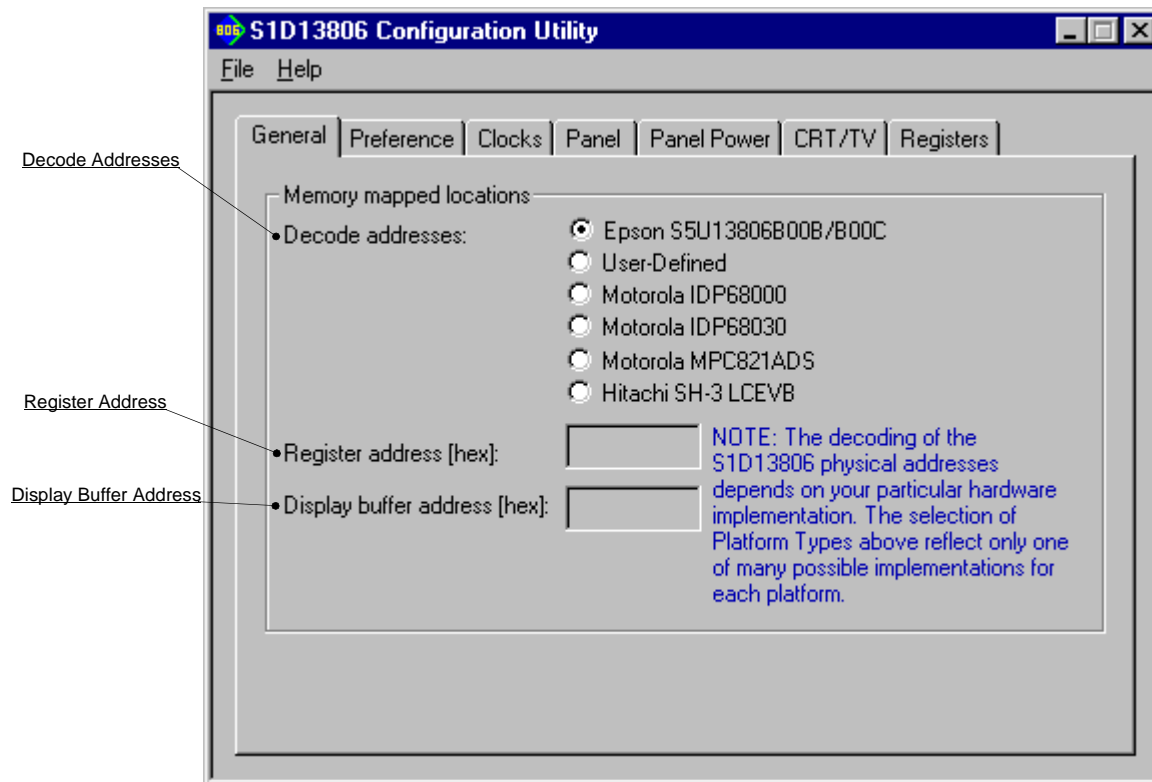 806 S1D13806 Configuration Utility
File Help
General Preference Clocks Panel Panel Power CRT/TV Registers
Decode Addresses
Memory mapped locations
Decode addresses:
Epson S5U13806B00B/B00C
User-Defined
Motorola IDP68000
Motorola IDP68030
Motorola MPC821ADS
Hitachi SH-3 LCEVB
Register Address
Register address [hex]:
Display Buffer Address
Display buffer address [hex]:
NOTE: The decoding of the
S1D13806 physical addresses
depends on your particular hardware
implementation. The selection of
Platform Types above reflect only one
of many possible implementations for
each platform.